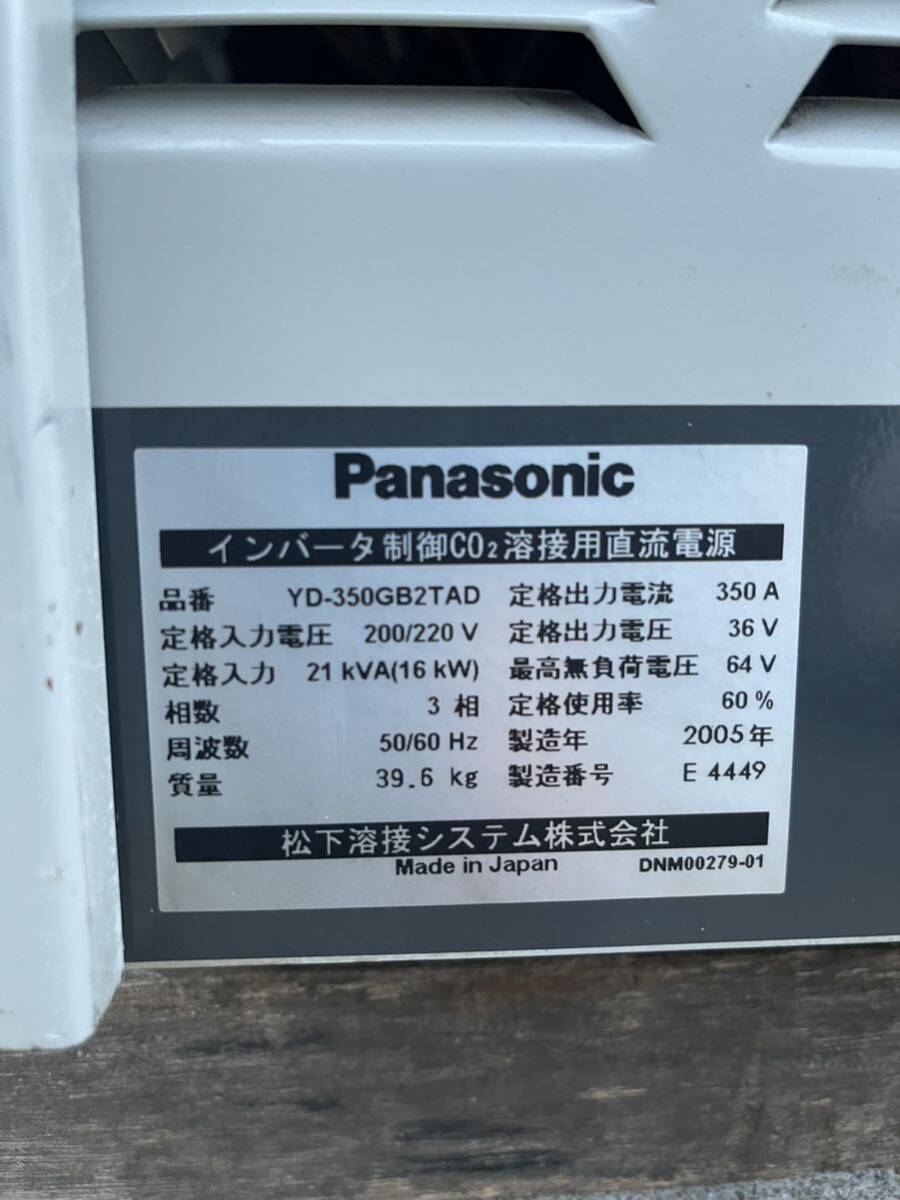 Panasonic
インバータ制御CO₂溶接用直流電源
品番 YD-350GB2TAD 定格出力電流 350 A
定格入力電圧 200/220 V 定格出力電圧 36 V
定格入力 21 kVA(16 kW) 最高無負荷電圧 64 V
相数 3 相 定格使用率 60 %
周波数 50/60 Hz 製造年 2005年
質量 39.6 kg 製造番号 E 4449
松下溶接システム株式会社
Made in Japan DNM00279-01